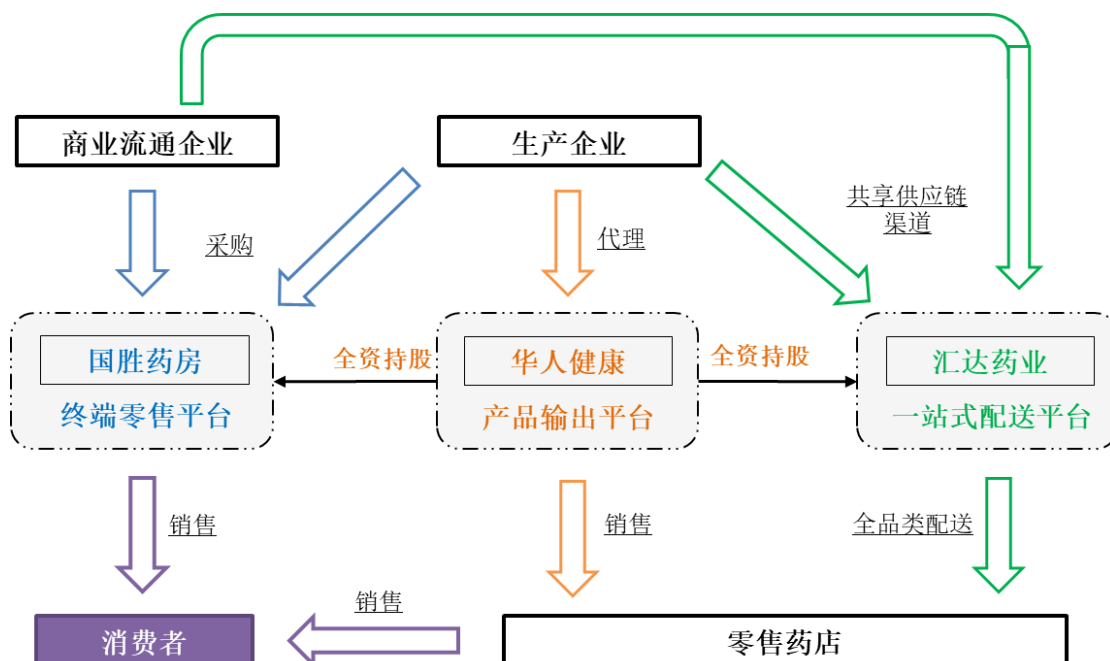 商业流通企业
生产企业
采购
代理
共享供应链
渠道
国胜药房
终端零售平台
全资持股
华人健康
产品输出平台
全资持股
汇达药业
一站式配送平台
销售
销售
全品类配送
消费者
销售
零售药店